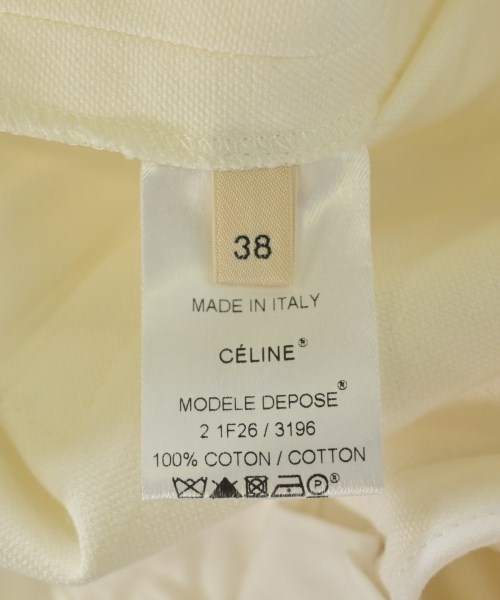 38
MADE IN ITALY
CÉLINE®
MODELE DEPOSE®
2 1F26 / 3196
100% COTON / COTTON
P